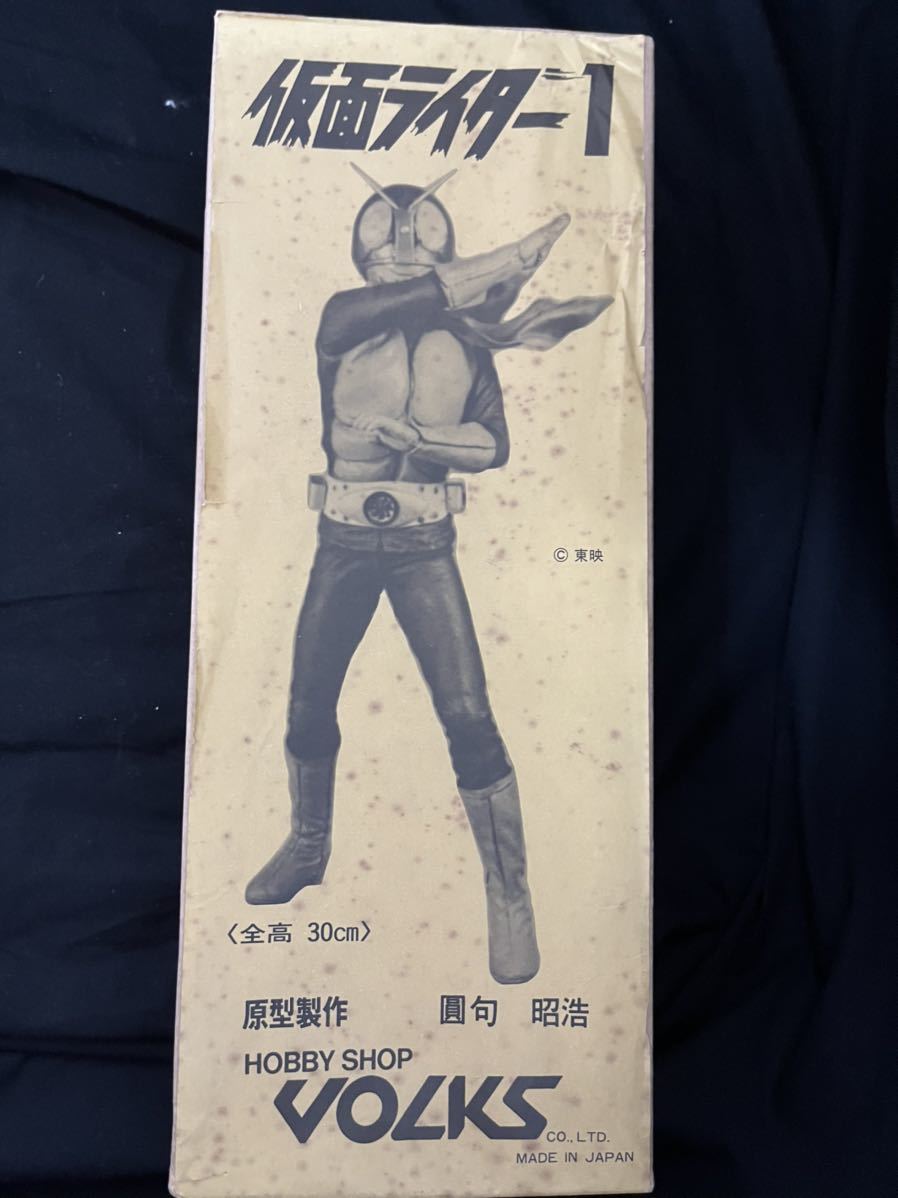 仮面ライダー1
© 東映
〈全高 30cm〉
原型製作 圓句 昭浩
HOBBY SHOP
VOLKS CO., LTD.
MADE IN JAPAN